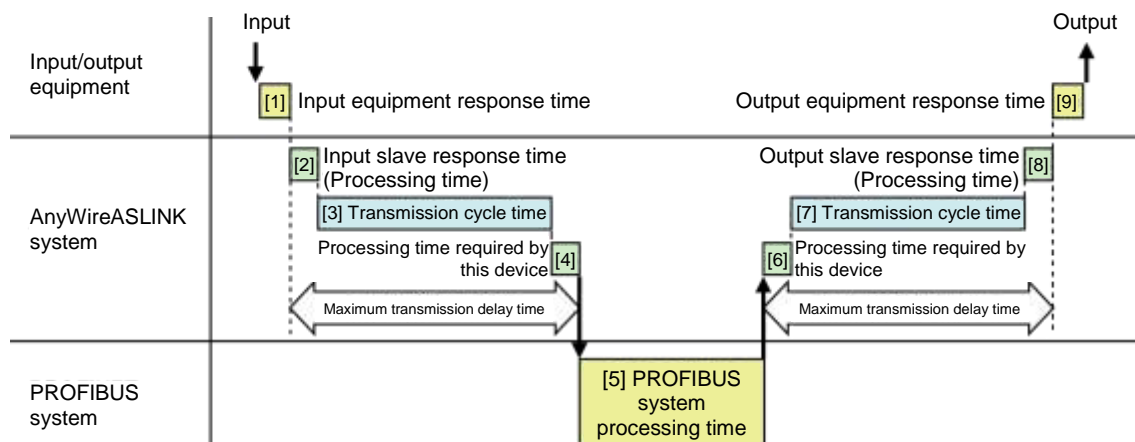 Input
Output
Input/output
equipment
[1]
Input equipment response time
Output equipment response time
[9]
AnyWireASLINK
system
[2]
Input slave response time
(Processing time)
Output slave response time
(Processing time)
[8]
[3] Transmission cycle time
[7] Transmission cycle time
Processing time required by
this device
[4]
[6]
Processing time required by
this device
Maximum transmission delay time
Maximum transmission delay time
PROFIBUS
system
[5] PROFIBUS
system
processing time